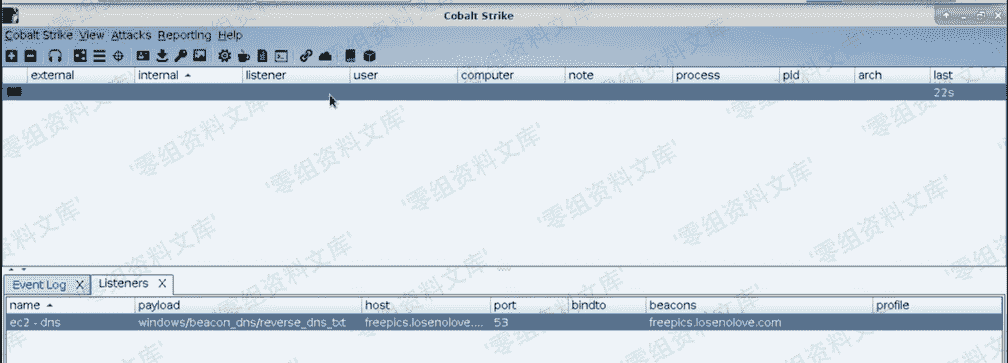 Cobalt Strike
Cobalt Strike View Attacks Reporting Help
external internal listener user computer note process pid arch last
22s
Event Log X Listeners X
name payload host port bindto beacons profile
ec2 - dns windows/beacon_dns/reverse_dns_txt freepics.losenolove.... 53 freepics.losenolove.com
'零组资料文库'